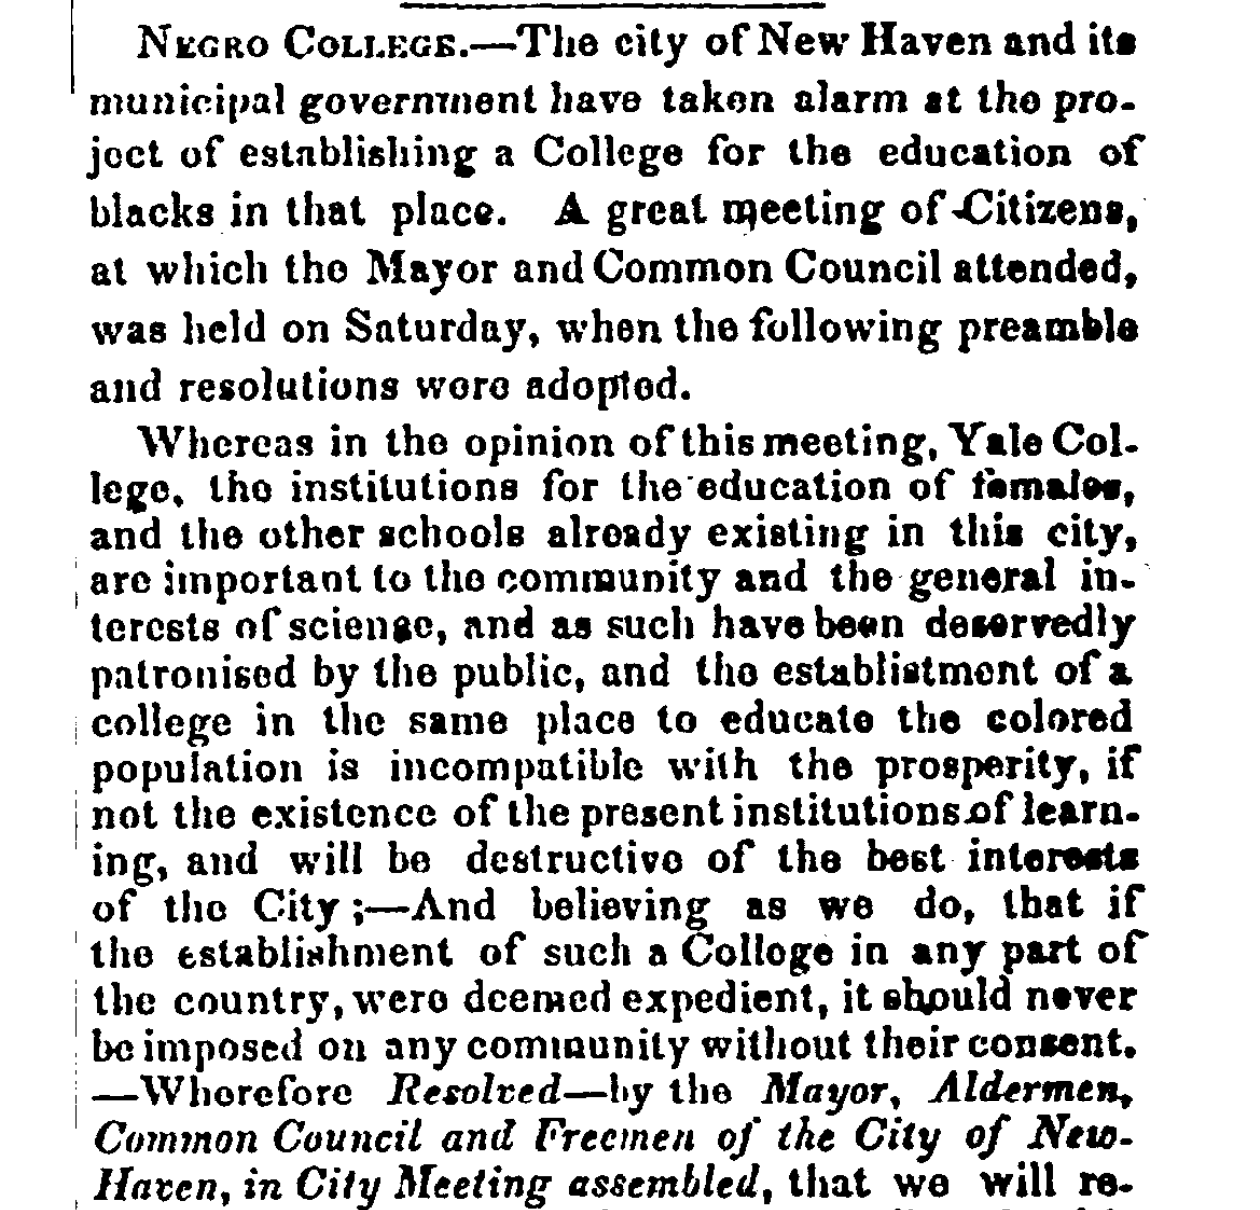 NEGRO COLLEGE.—The city of New Haven and its
municipal government have taken alarm at the pro-
ject of establishing a College for the education of
blacks in that place. A great meeting of Citizens,
at which the Mayor and Common Council attended,
was held on Saturday, when the following preamble
and resolutions were adopted.
Whereas in the opinion of this meeting, Yale Col-
lege, the institutions for the education of females,
and the other schools already existing in this city,
are important to the community and the general in-
terests of science, and as such have been deservedly
patronised by the public, and the establistment of a
college in the same place to educate the colored
population is incompatible with the prosperity, if
not the existence of the present institutions of learn-
ing, and will be destructive of the best interests
of the City;—And believing as we do, that if
the establishment of such a College in any part of
the country, were deemed expedient, it should never
be imposed on any community without their consent.
—Wherefore Resolved—by the Mayor, Aldermen,
Common Council and Freemen of the City of New-
Haven, in City Meeting assembled, that we will re-